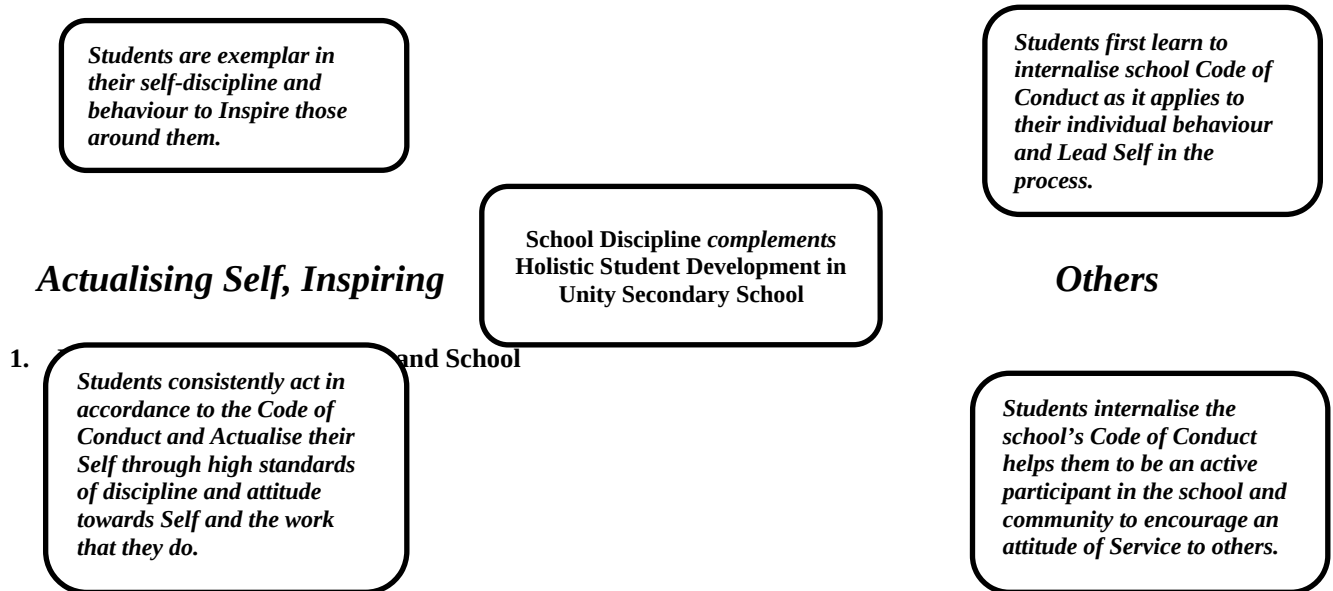 Students are exemplar in
their self-discipline and
behaviour to Inspire those
around them.
Students first learn to
internalise school Code of
Conduct as it applies to
their individual behaviour
and Lead Self in the
process.
School Discipline complements
Holistic Student Development in
Unity Secondary School
Actualising Self, Inspiring
Others
1. and School
Students consistently act in
accordance to the Code of
Conduct and Actualise their
Self through high standards
of discipline and attitude
towards Self and the work
that they do.
Students internalise the
school’s Code of Conduct
helps them to be an active
participant in the school and
community to encourage an
attitude of Service to others.